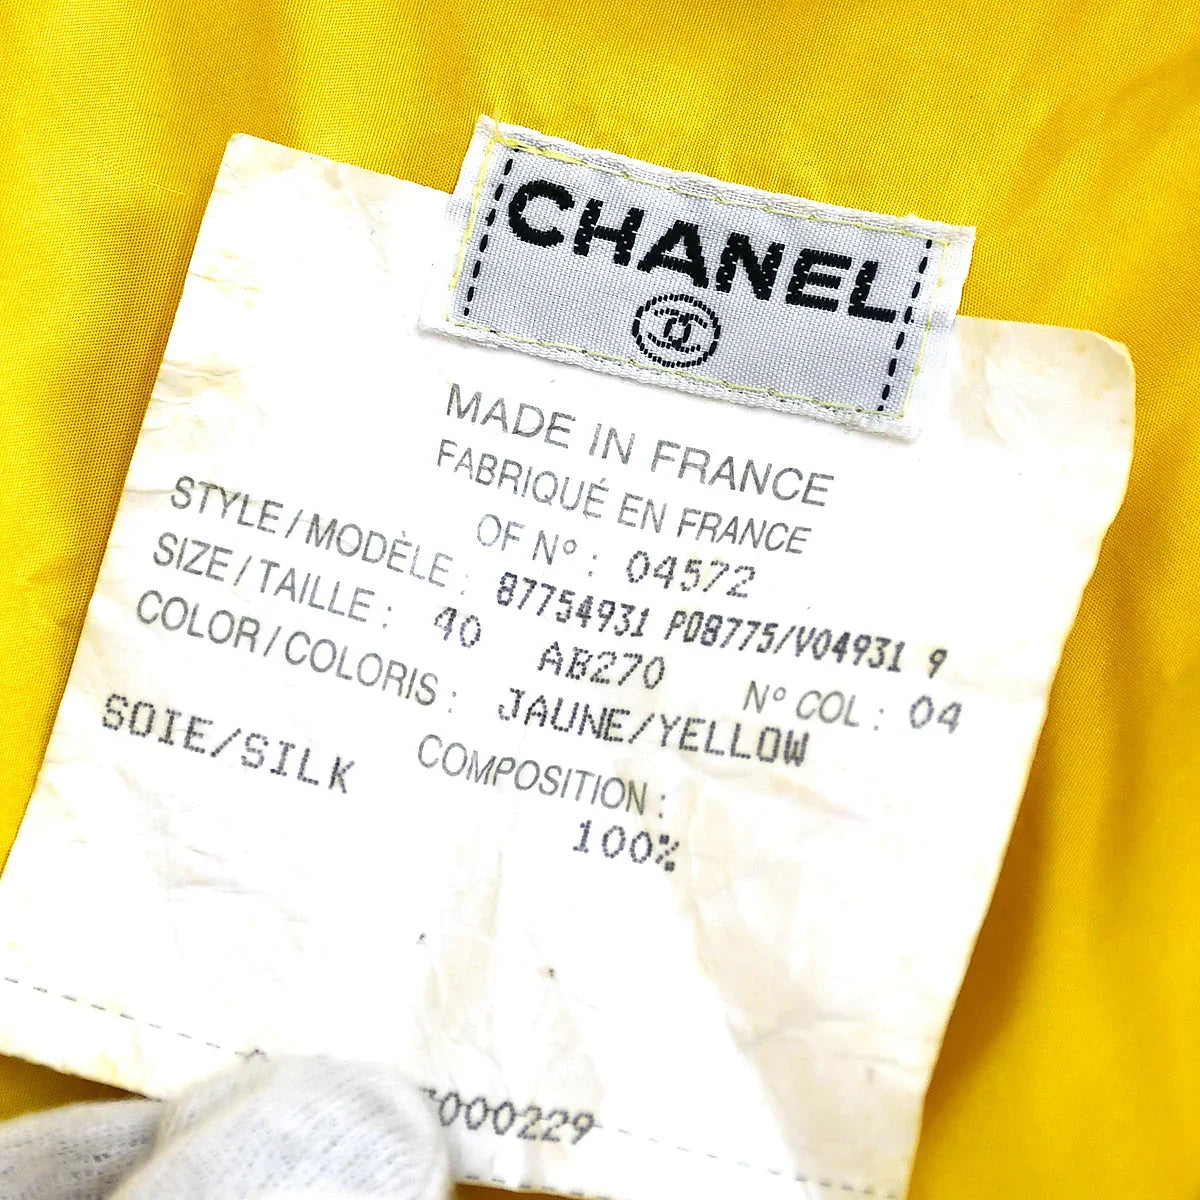 CHANEL
MADE IN FRANCE
FABRIQUÉ EN FRANCE
OF N° : 04572
STYLE/MODÈLE : 87754931 P08775/V04931 9
SIZE/TAILLE : 40 AB270 N° COL : 04
COLOR/COLORIS : JAUNE/YELLOW
COMPOSITION :
SOIE/SILK 100%
000229